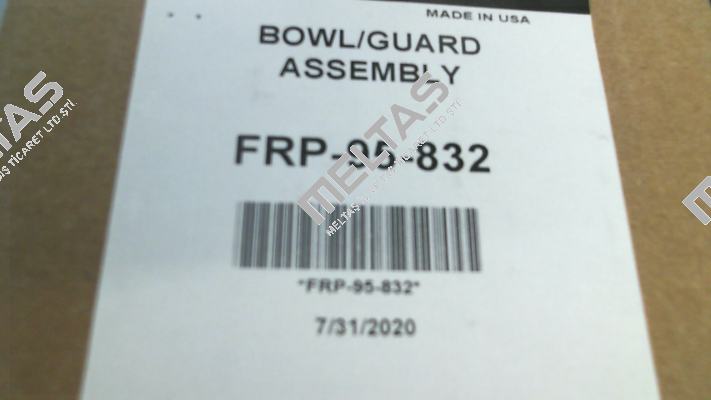 MADE IN USA
BOWL/GUARD
ASSEMBLY
FRP-95-832
"FRP-95-832"
7/31/2020
MELTAS
MELTAS